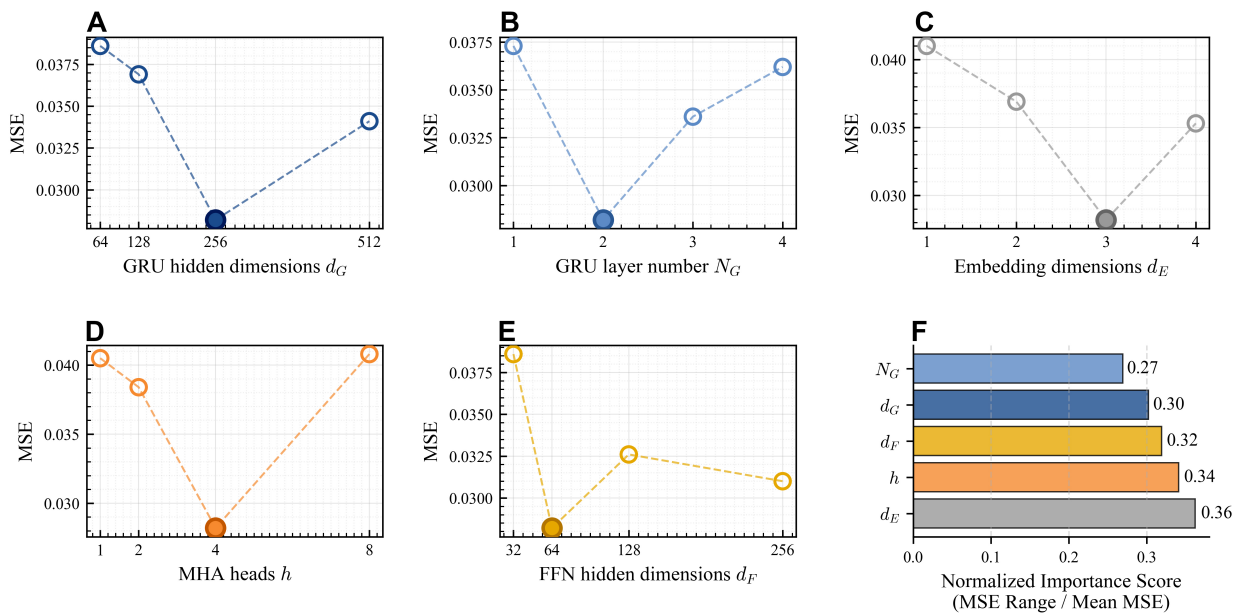 A
MSE
0.0375
0.0350
0.0325
0.0300
64 128 256 512
GRU hidden dimensions d_G
B
MSE
0.0375
0.0350
0.0325
0.0300
1 2 3 4
GRU layer number N_G
C
MSE
0.040
0.035
0.030
1 2 3 4
Embedding dimensions d_E
D
MSE
0.040
0.035
0.030
1 2 4 8
MHA heads h
E
MSE
0.0375
0.0350
0.0325
0.0300
32 64 128 256
FFN hidden dimensions d_F
F
N_G 0.27
d_G 0.30
d_F 0.32
h 0.34
d_E 0.36
0.0 0.1 0.2 0.3
Normalized Importance Score
(MSE Range / Mean MSE)